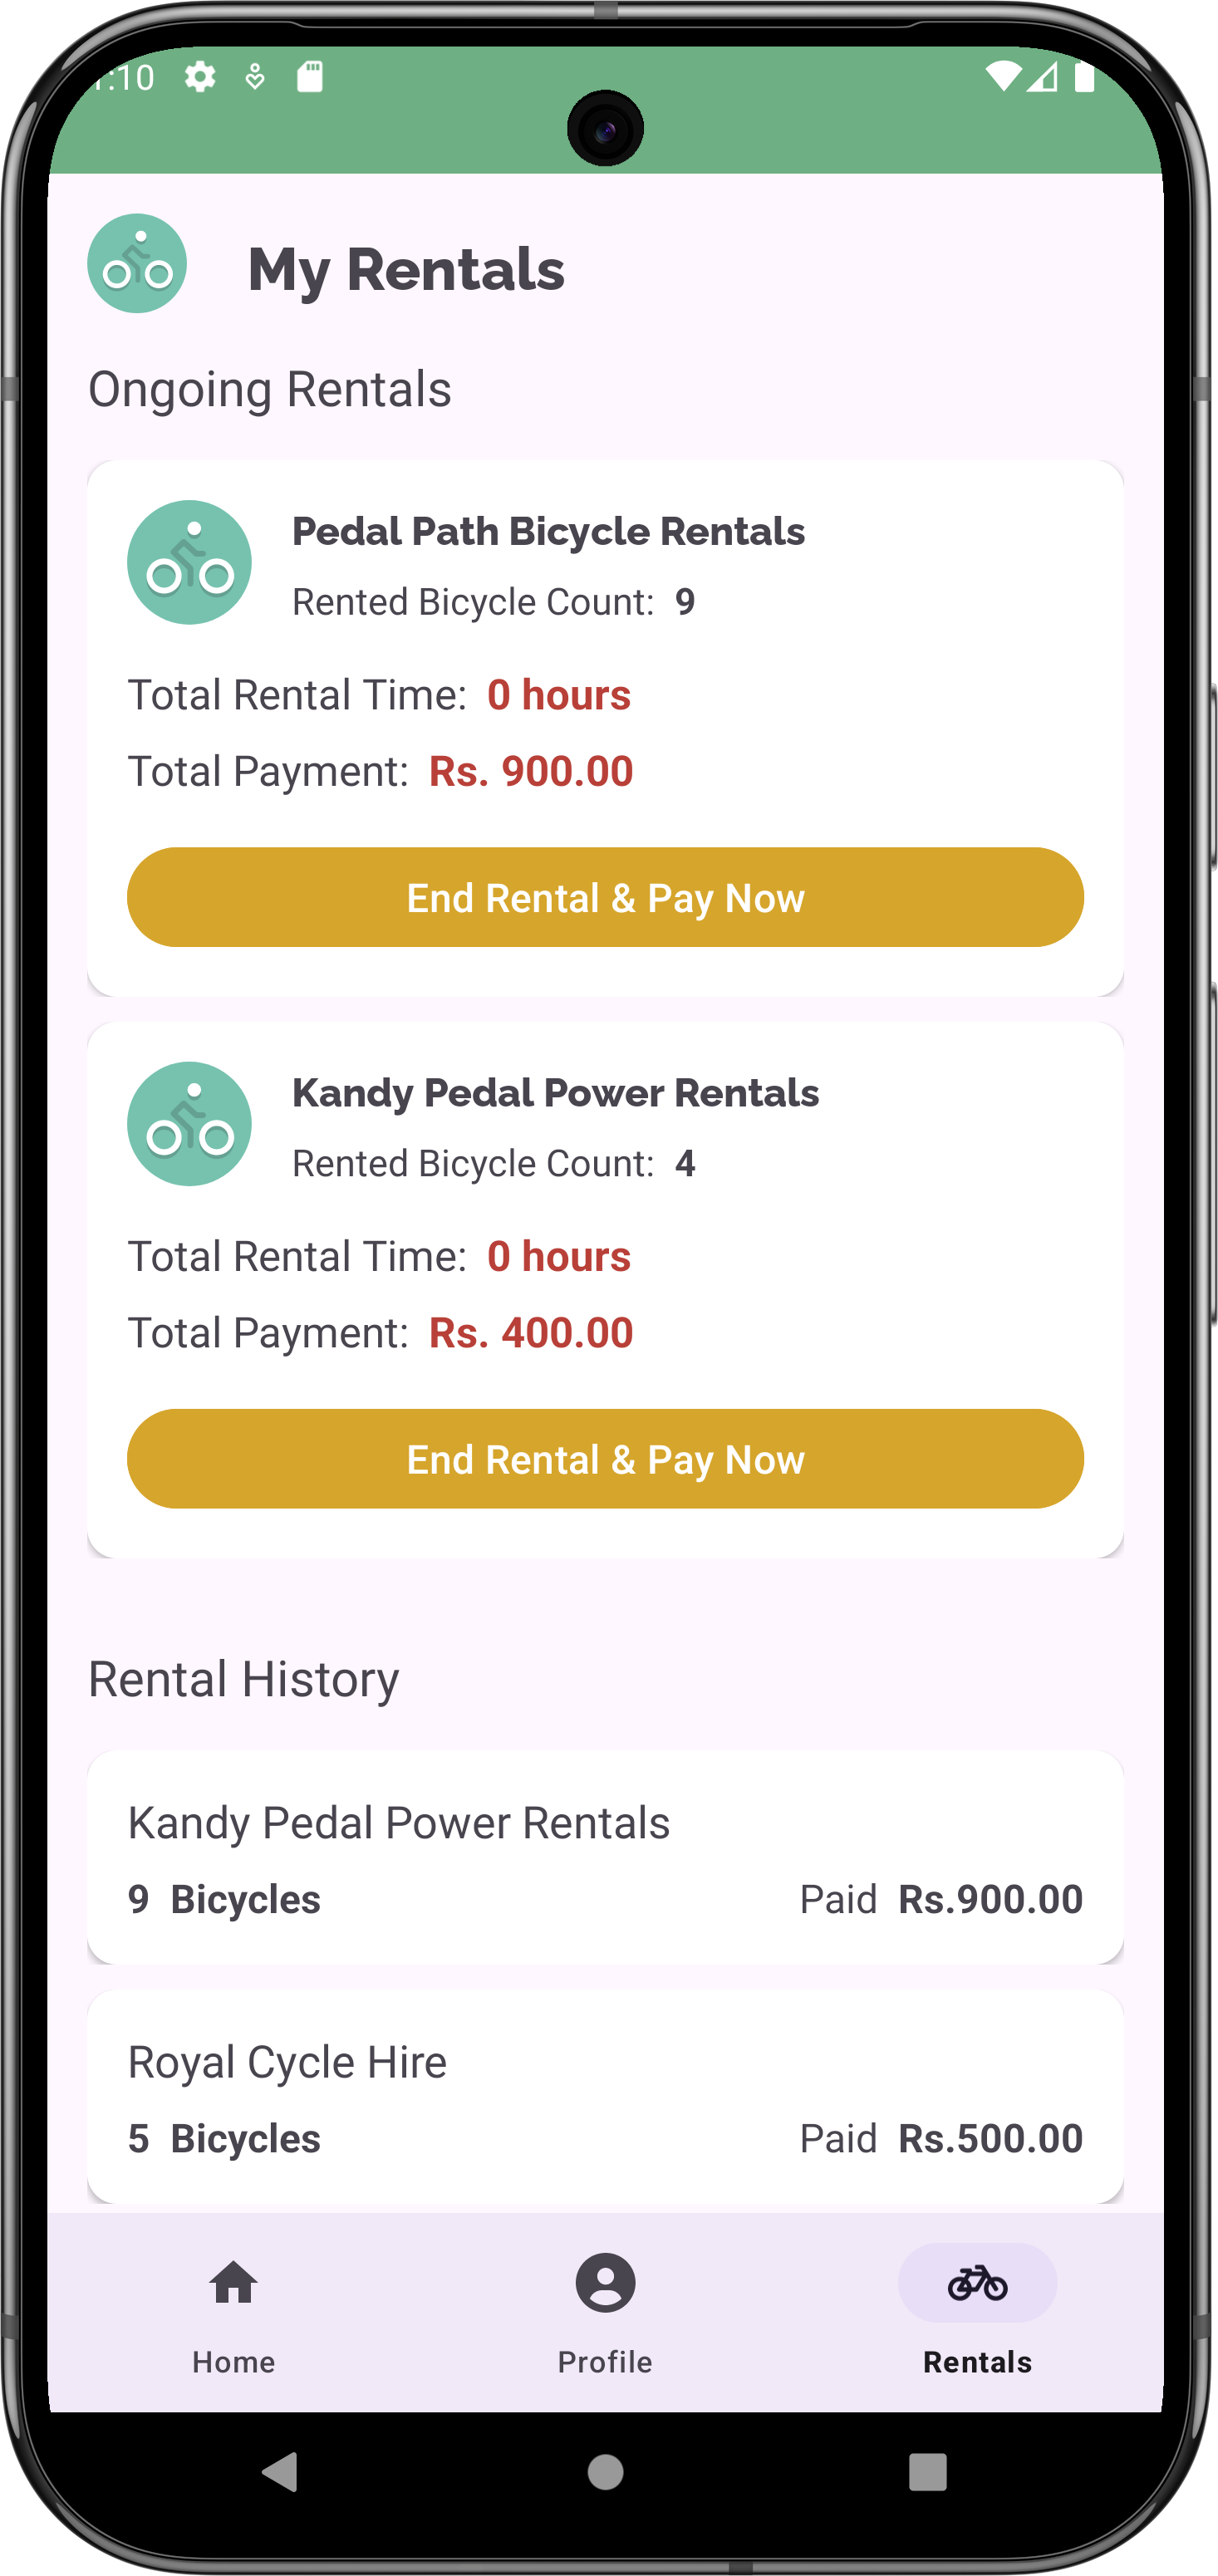 :10
My Rentals
Ongoing Rentals
Pedal Path Bicycle Rentals
Rented Bicycle Count: 9
Total Rental Time: 0 hours
Total Payment: Rs. 900.00
End Rental & Pay Now
Kandy Pedal Power Rentals
Rented Bicycle Count: 4
Total Rental Time: 0 hours
Total Payment: Rs. 400.00
End Rental & Pay Now
Rental History
Kandy Pedal Power Rentals
9 Bicycles Paid Rs.900.00
Royal Cycle Hire
5 Bicycles Paid Rs.500.00
Home Profile Rentals